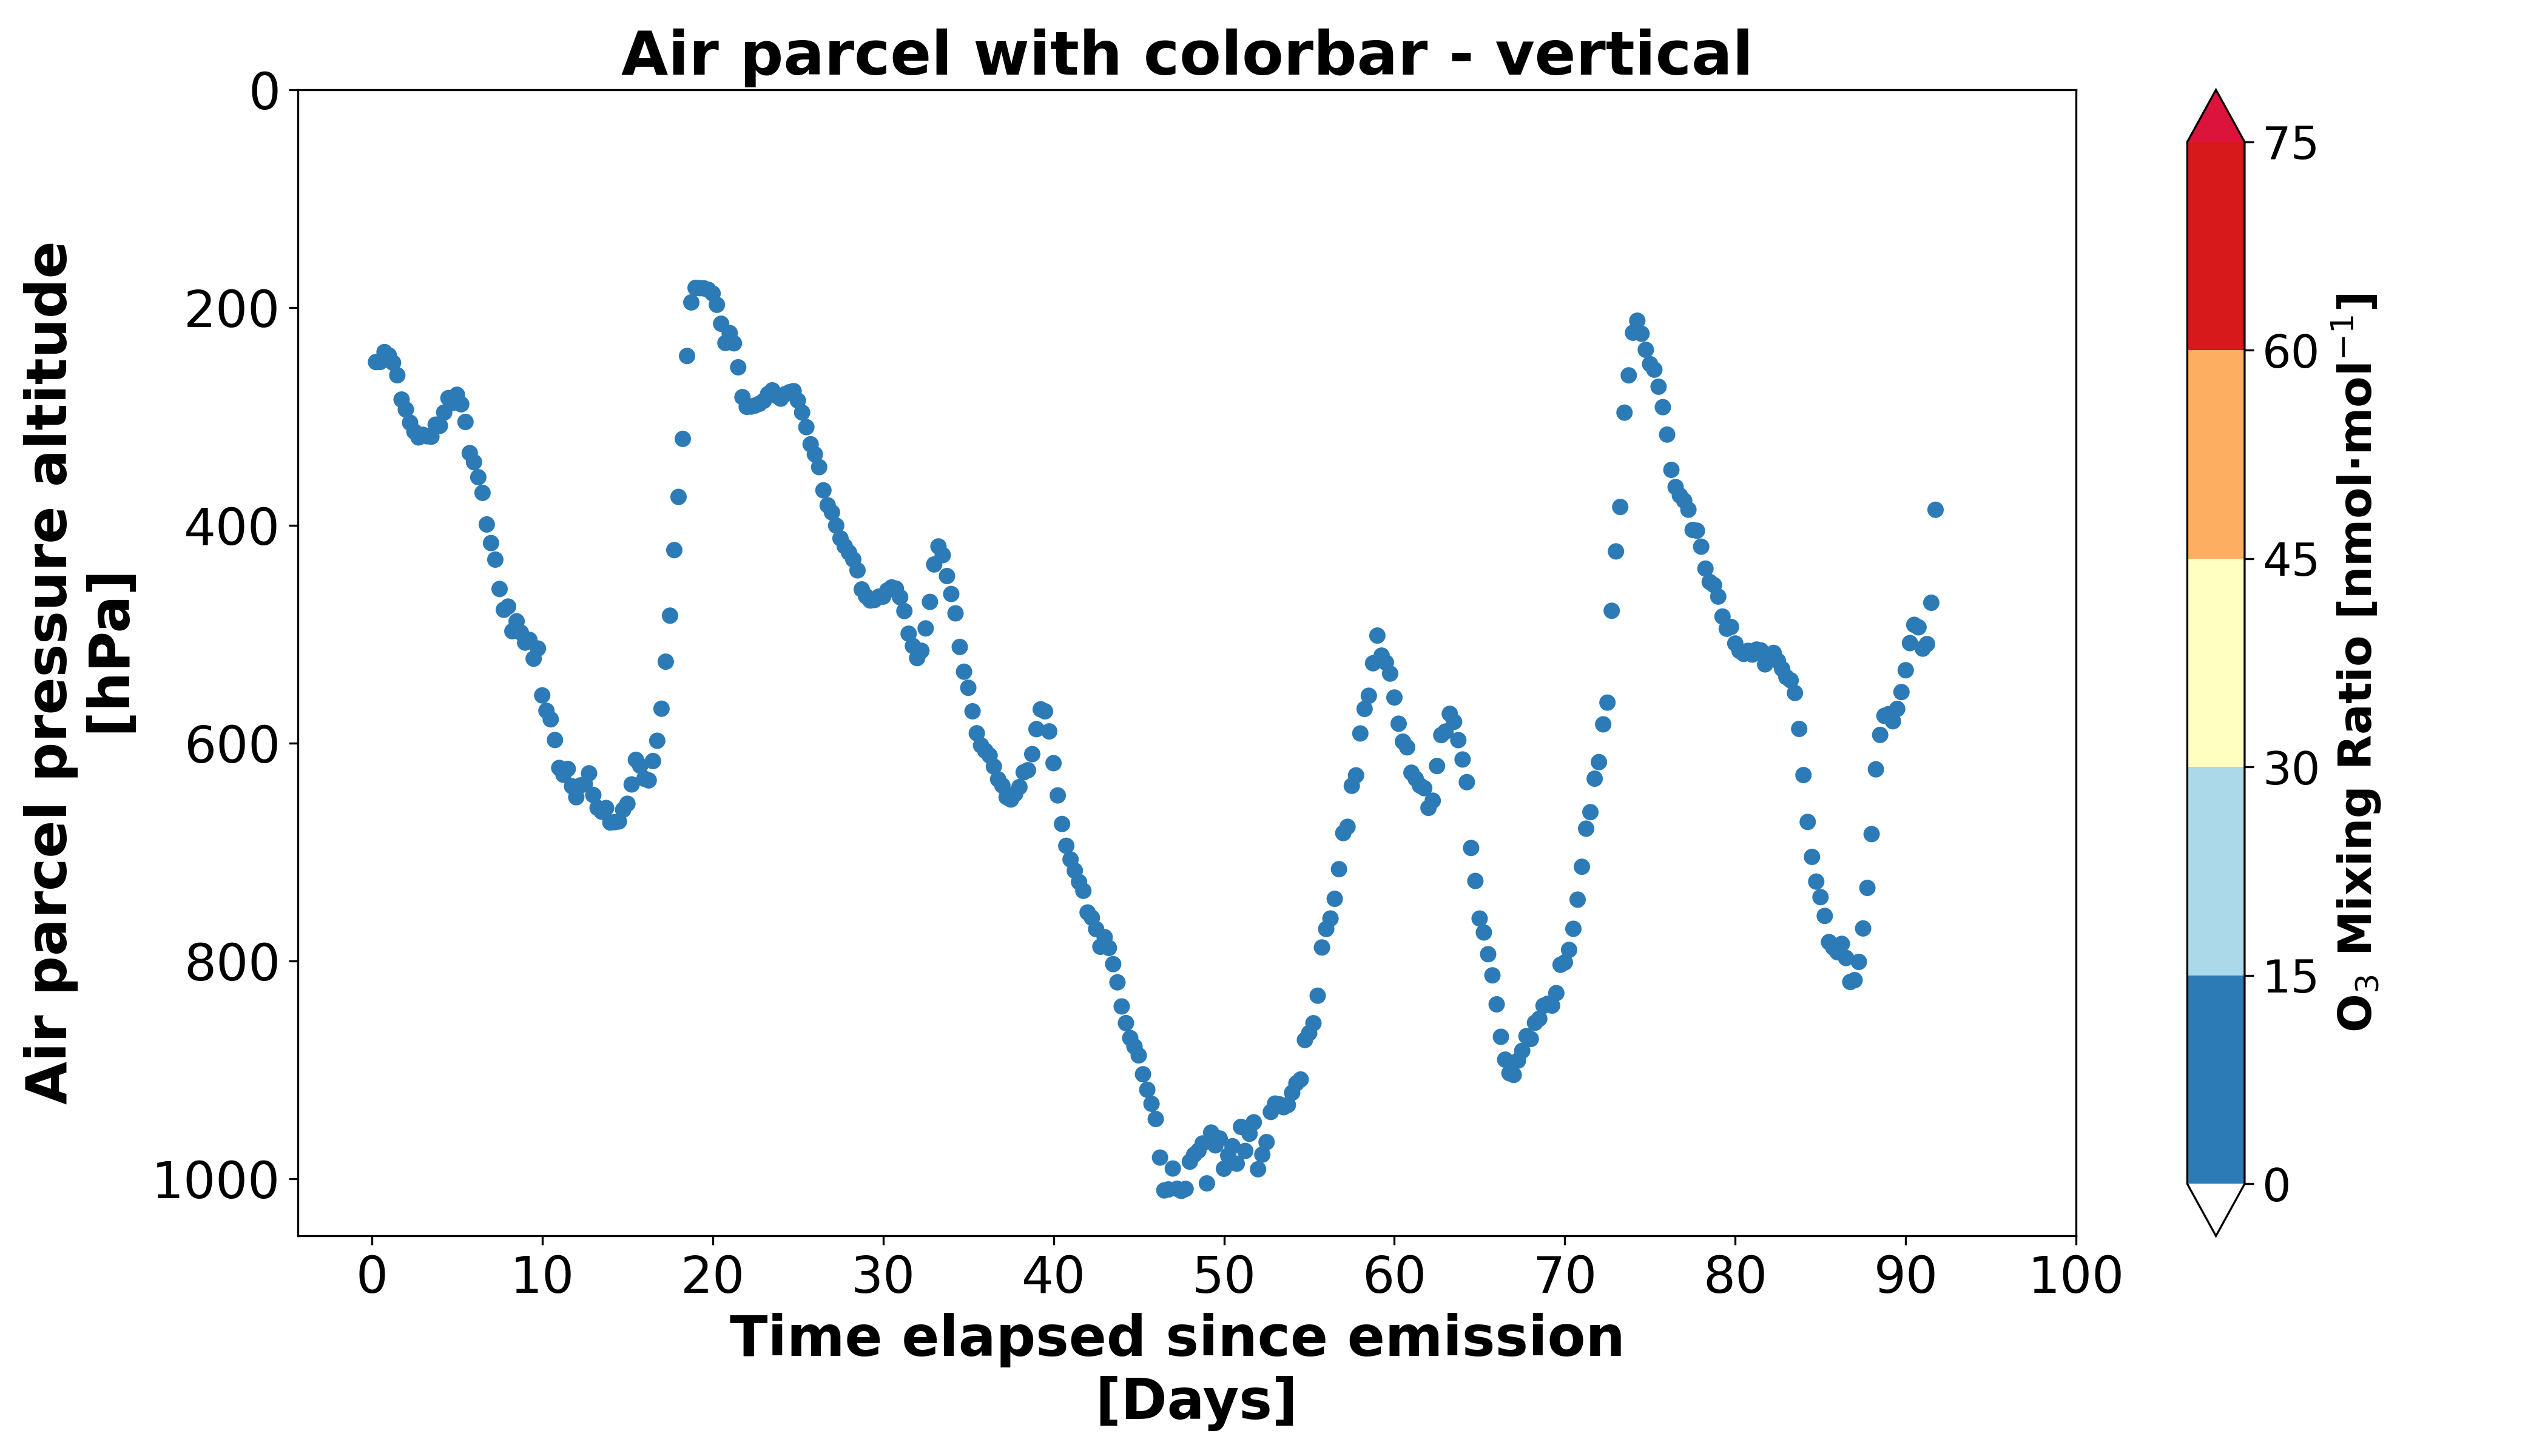 Air parcel with colorbar - vertical
Air parcel pressure altitude
[hPa]
0
200
400
600
800
1000
0 10 20 30 40 50 60 70 80 90 100
Time elapsed since emission
[Days]
75
60
45
30
15
0
O₃ Mixing Ratio [nmol·mol⁻¹]